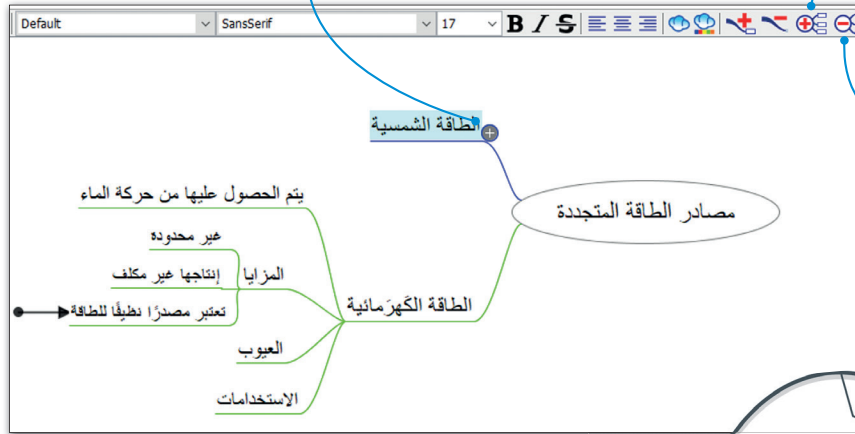 Default SansSerif 17 B I S
الطاقة الشمسية
مصادر الطاقة المتجددة
يتم الحصول عليها من حركة الماء
غير محدودة
المزايا
إنتاجها غير مكلف
تعتبر مصدرًا نظيفًا للطاقة
الطاقة الكَهرَمائية
العيوب
الاستخدامات